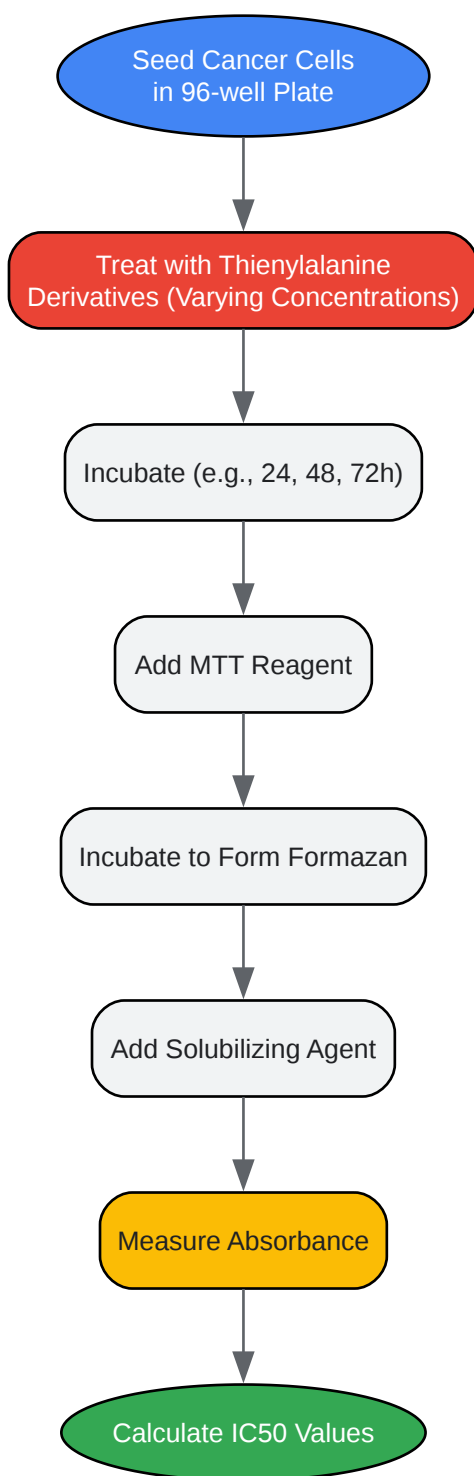 Seed Cancer Cells
in 96-well Plate
Treat with Thienylalanine
Derivatives (Varying Concentrations)
Incubate (e.g., 24, 48, 72h)
Add MTT Reagent
Incubate to Form Formazan
Add Solubilizing Agent
Measure Absorbance
Calculate IC50 Values